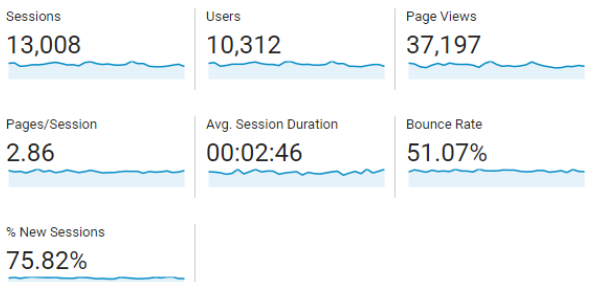 Sessions
13,008
Users
10,312
Page Views
37,197
Pages/Session
2.86
Avg. Session Duration
00:02:46
Bounce Rate
51.07%
% New Sessions
75.82%